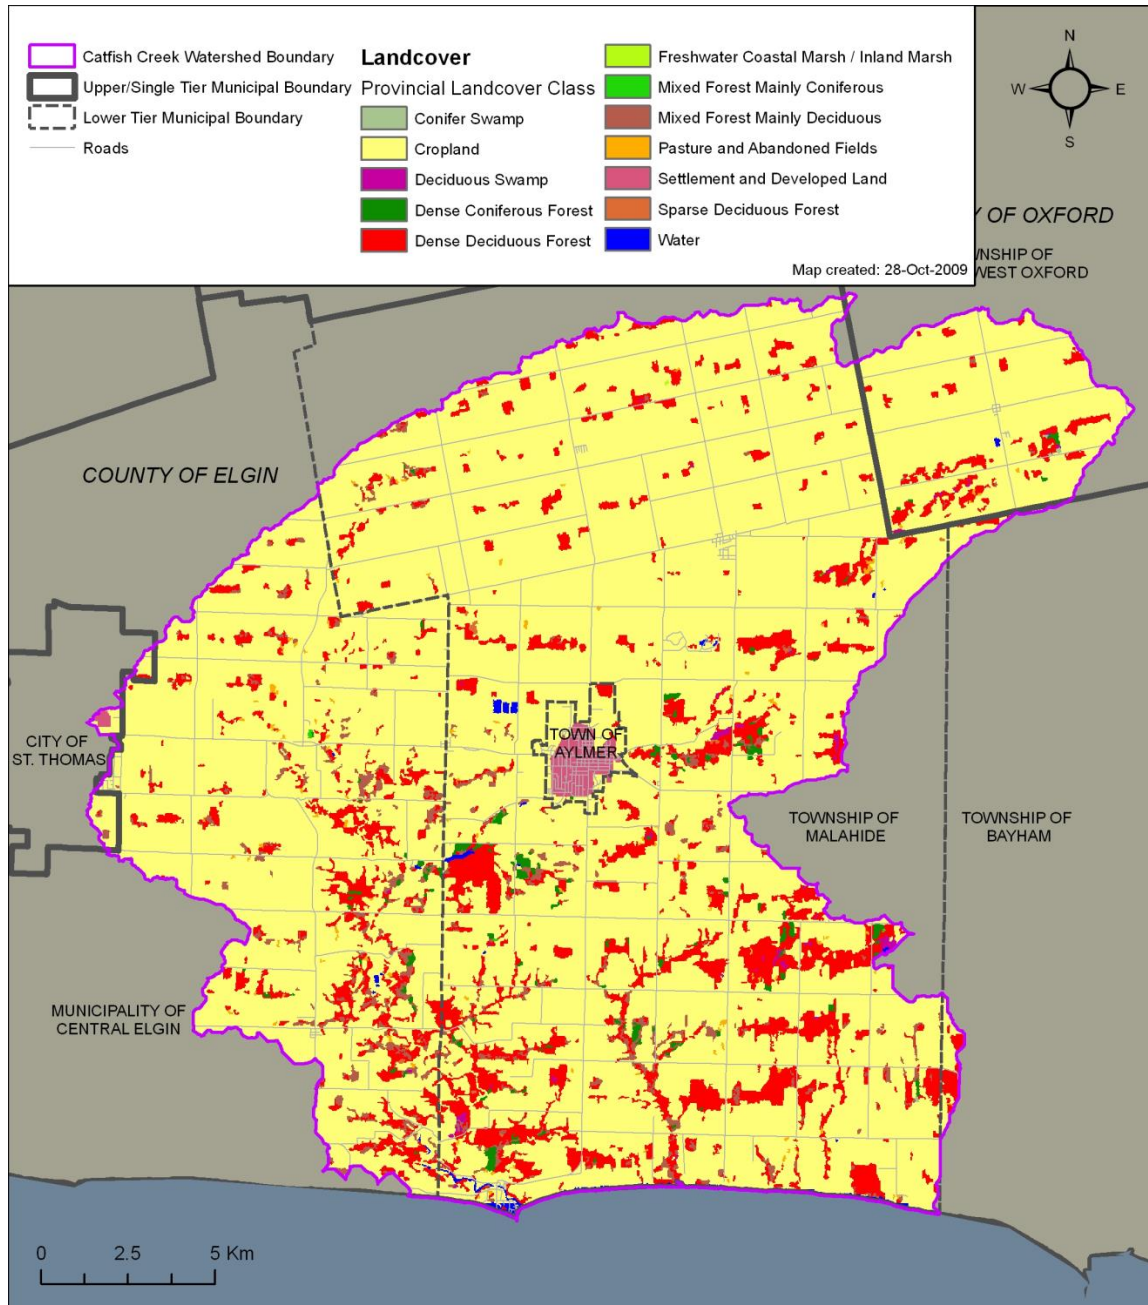 Catfish Creek Watershed Boundary
Upper/Single Tier Municipal Boundary
Lower Tier Municipal Boundary
Roads
Landcover
Provincial Landcover Class
Conifer Swamp
Cropland
Deciduous Swamp
Dense Coniferous Forest
Dense Deciduous Forest
Freshwater Coastal Marsh / Inland Marsh
Mixed Forest Mainly Coniferous
Mixed Forest Mainly Deciduous
Pasture and Abandoned Fields
Settlement and Developed Land
Sparse Deciduous Forest
Water
Map created: 28-Oct-2009
N
W E
S
Y OF OXFORD
WNSHIP OF
WEST OXFORD
COUNTY OF ELGIN
CITY OF
ST. THOMAS
TOWN OF
AYLMER
TOWNSHIP OF
MALAHIDE
TOWNSHIP OF
BAYHAM
MUNICIPALITY OF
CENTRAL ELGIN
0 2.5 5 Km